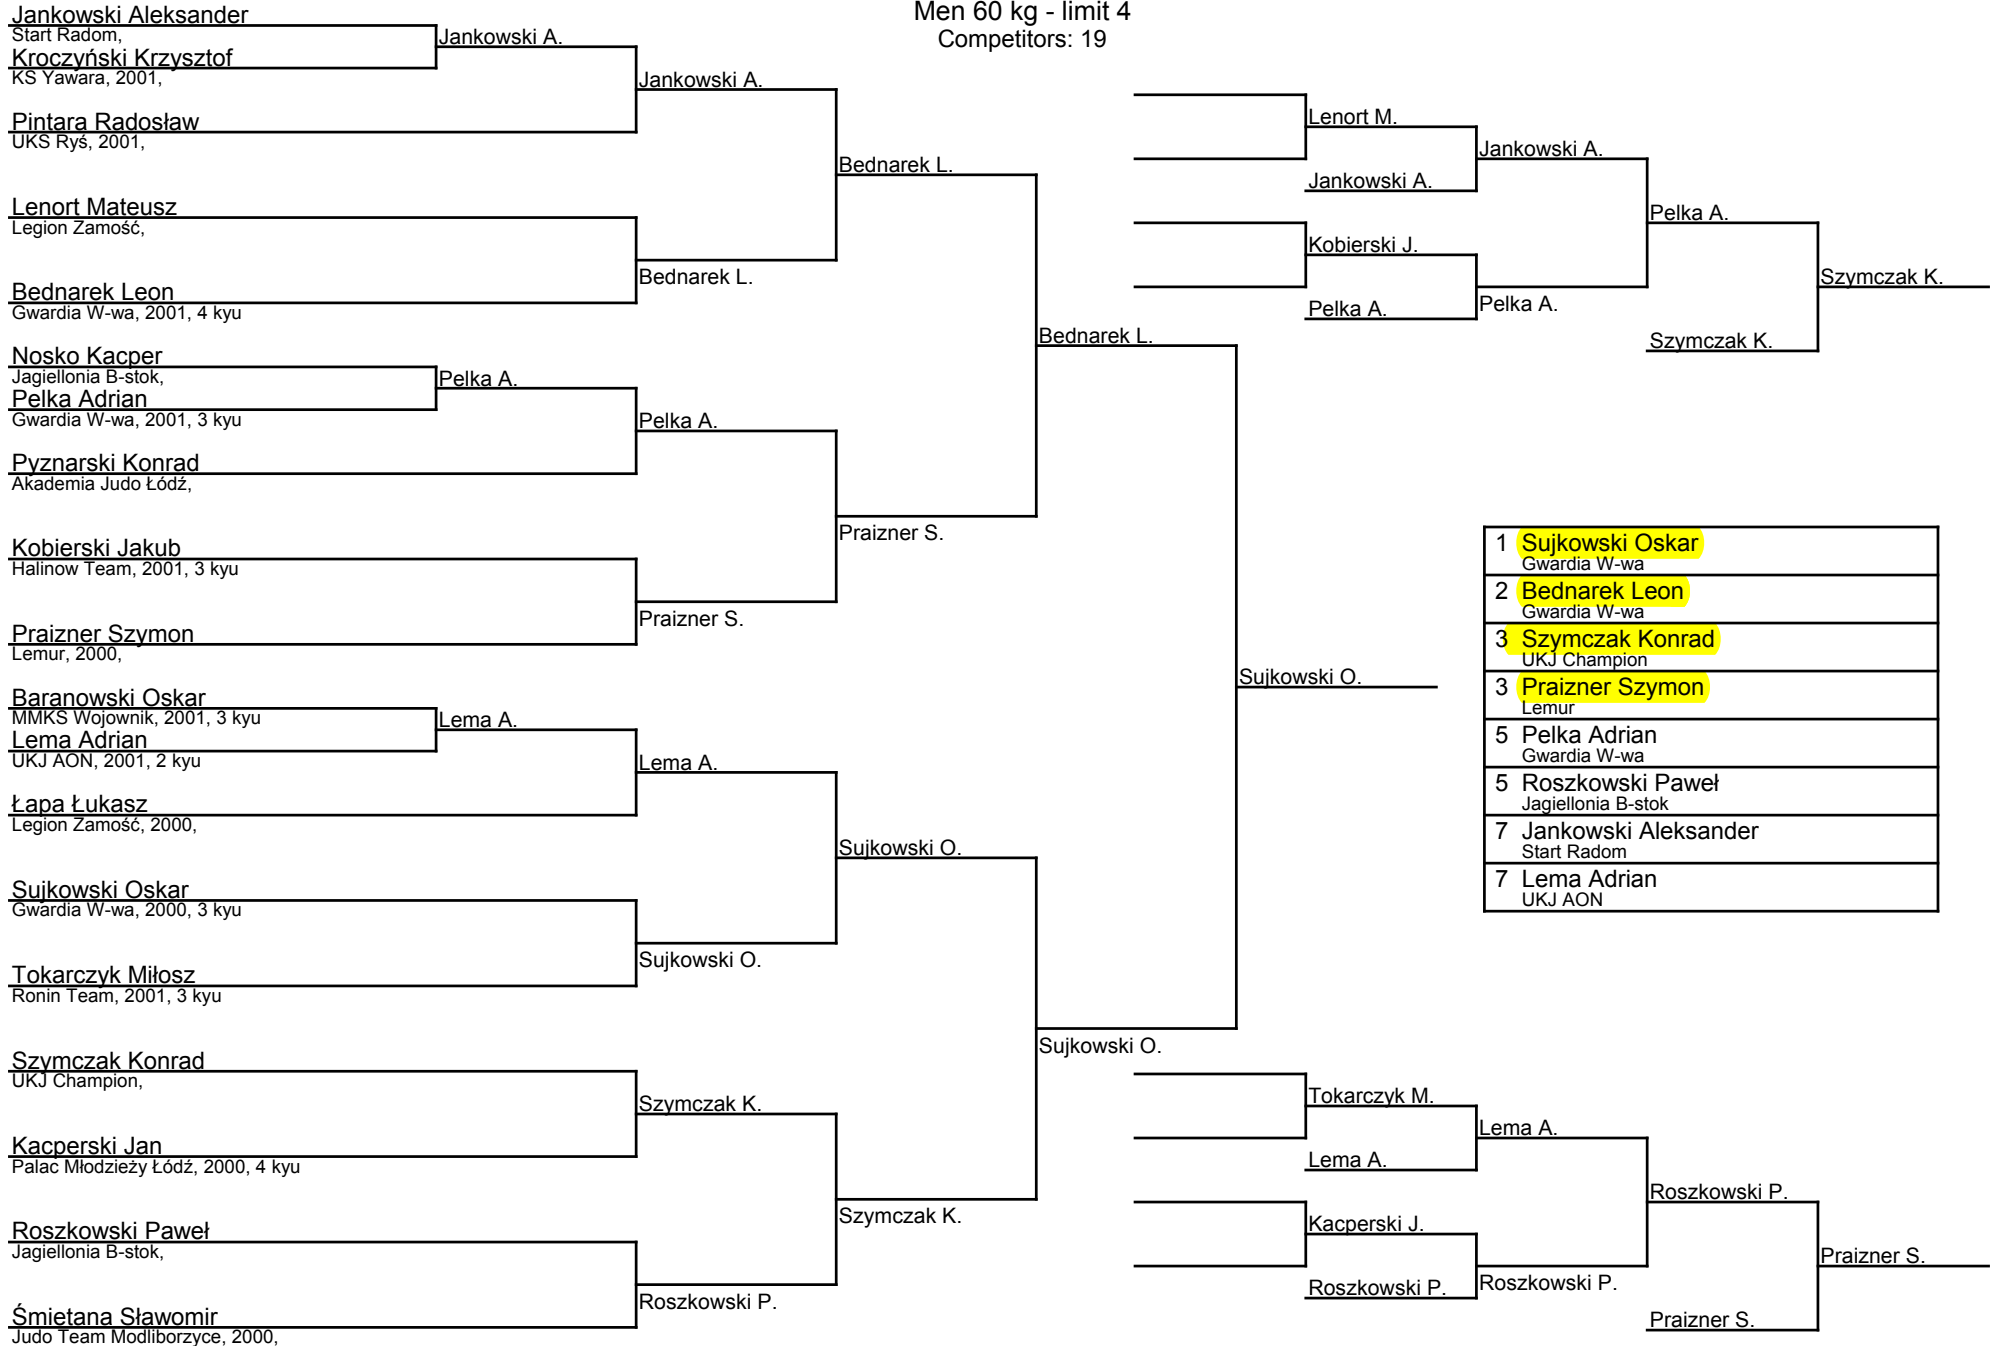 Men 60 kg - limit 4
Competitors: 19
Jankowski Aleksander
Start Radom,
Kroczyński Krzysztof
KS Yawara, 2001,
Pintara Radosław
UKS Ryś, 2001,
Lenort Mateusz
Legion Zamość,
Bednarek Leon
Gwardia W-wa, 2001, 4 kyu
Nosko Kacper
Jagiellonia B-stok,
Pelka Adrian
Gwardia W-wa, 2001, 3 kyu
Pyznarski Konrad
Akademia Judo Łódź,
Kobierski Jakub
Halinow Team, 2001, 3 kyu
Praizner Szymon
Lemur, 2000,
Baranowski Oskar
MMKS Wojownik, 2001, 3 kyu
Lema Adrian
UKJ AON, 2001, 2 kyu
Łapa Łukasz
Legion Zamość, 2000,
Sujkowski Oskar
Gwardia W-wa, 2000, 3 kyu
Tokarczyk Miłosz
Ronin Team, 2001, 3 kyu
Szymczak Konrad
UKJ Champion,
Kacperski Jan
Palac Młodzieży Łódź, 2000, 4 kyu
Roszkowski Paweł
Jagiellonia B-stok,
Śmietana Sławomir
Judo Team Modliborzyce, 2000,
Jankowski A.
Pelka A.
Lema A.
Jankowski A.
Bednarek L.
Pelka A.
Praizner S.
Lema A.
Sujkowski O.
Szymczak K.
Roszkowski P.
Bednarek L.
Praizner S.
Sujkowski O.
Szymczak K.
Bednarek L.
Sujkowski O.
Sujkowski O.
Lenort M.
Jankowski A.
Kobierski J.
Pelka A.
Jankowski A.
Pelka A.
Pelka A.
Szymczak K.
Szymczak K.
1 Sujkowski Oskar
Gwardia W-wa
2 Bednarek Leon
Gwardia W-wa
3 Szymczak Konrad
UKJ Champion
3 Praizner Szymon
Lemur
5 Pelka Adrian
Gwardia W-wa
5 Roszkowski Paweł
Jagiellonia B-stok
7 Jankowski Aleksander
Start Radom
7 Lema Adrian
UKJ AON
Tokarczyk M.
Lema A.
Kacperski J.
Roszkowski P.
Lema A.
Roszkowski P.
Roszkowski P.
Praizner S.
Praizner S.